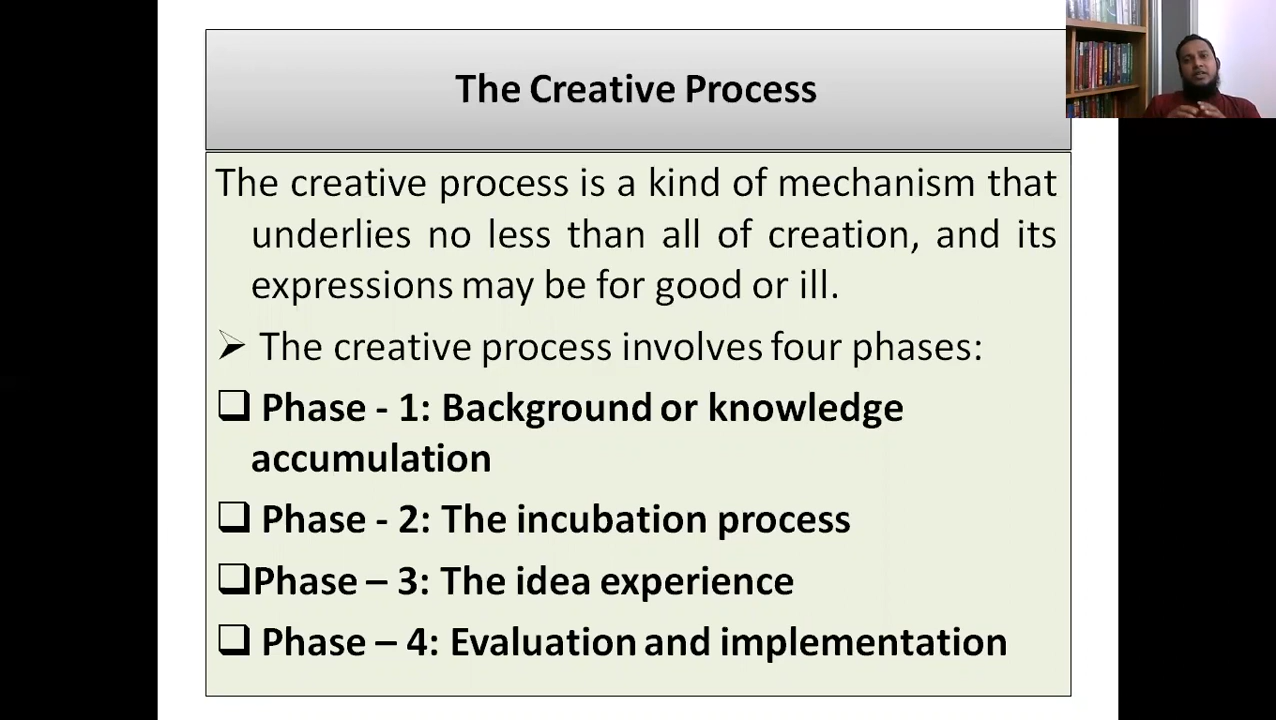 The Creative Process
The creative process is a kind of mechanism that
underlies no less than all of creation, and its
expressions may be for good or ill.
➢ The creative process involves four phases:
❑ Phase - 1: Background or knowledge
accumulation
❑ Phase - 2: The incubation process
❑Phase – 3: The idea experience
❑ Phase – 4: Evaluation and implementation